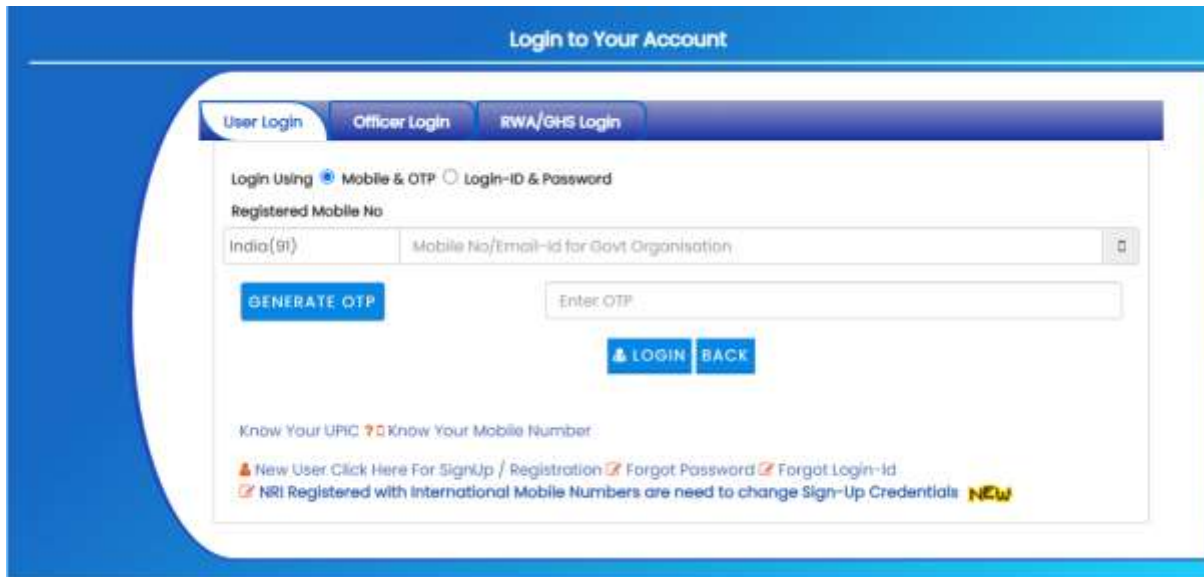 Login to Your Account
User Login Officer Login RWA/GHS Login
Login Using Mobile & OTP Login-ID & Password
Registered Mobile No
India(91) Mobile No/Email-id for Govt Organisation
GENERATE OTP Enter OTP
LOGIN BACK
Know Your UPIC ? Know Your Mobile Number
New User Click Here For SignUp / Registration Forgot Password Forgot Login-Id
NRI Registered with International Mobile Numbers are need to change Sign-Up Credentials NEW